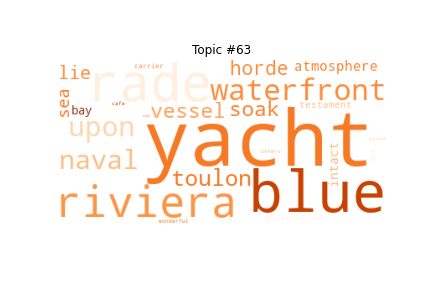 Topic #63
carrier
lie
rade
horde
atmosphere
waterfront
sea
bay
cafe
vessel
soak
testament
upon
yacht
naval
others
intact
toulon
riviera
blue
wonderful